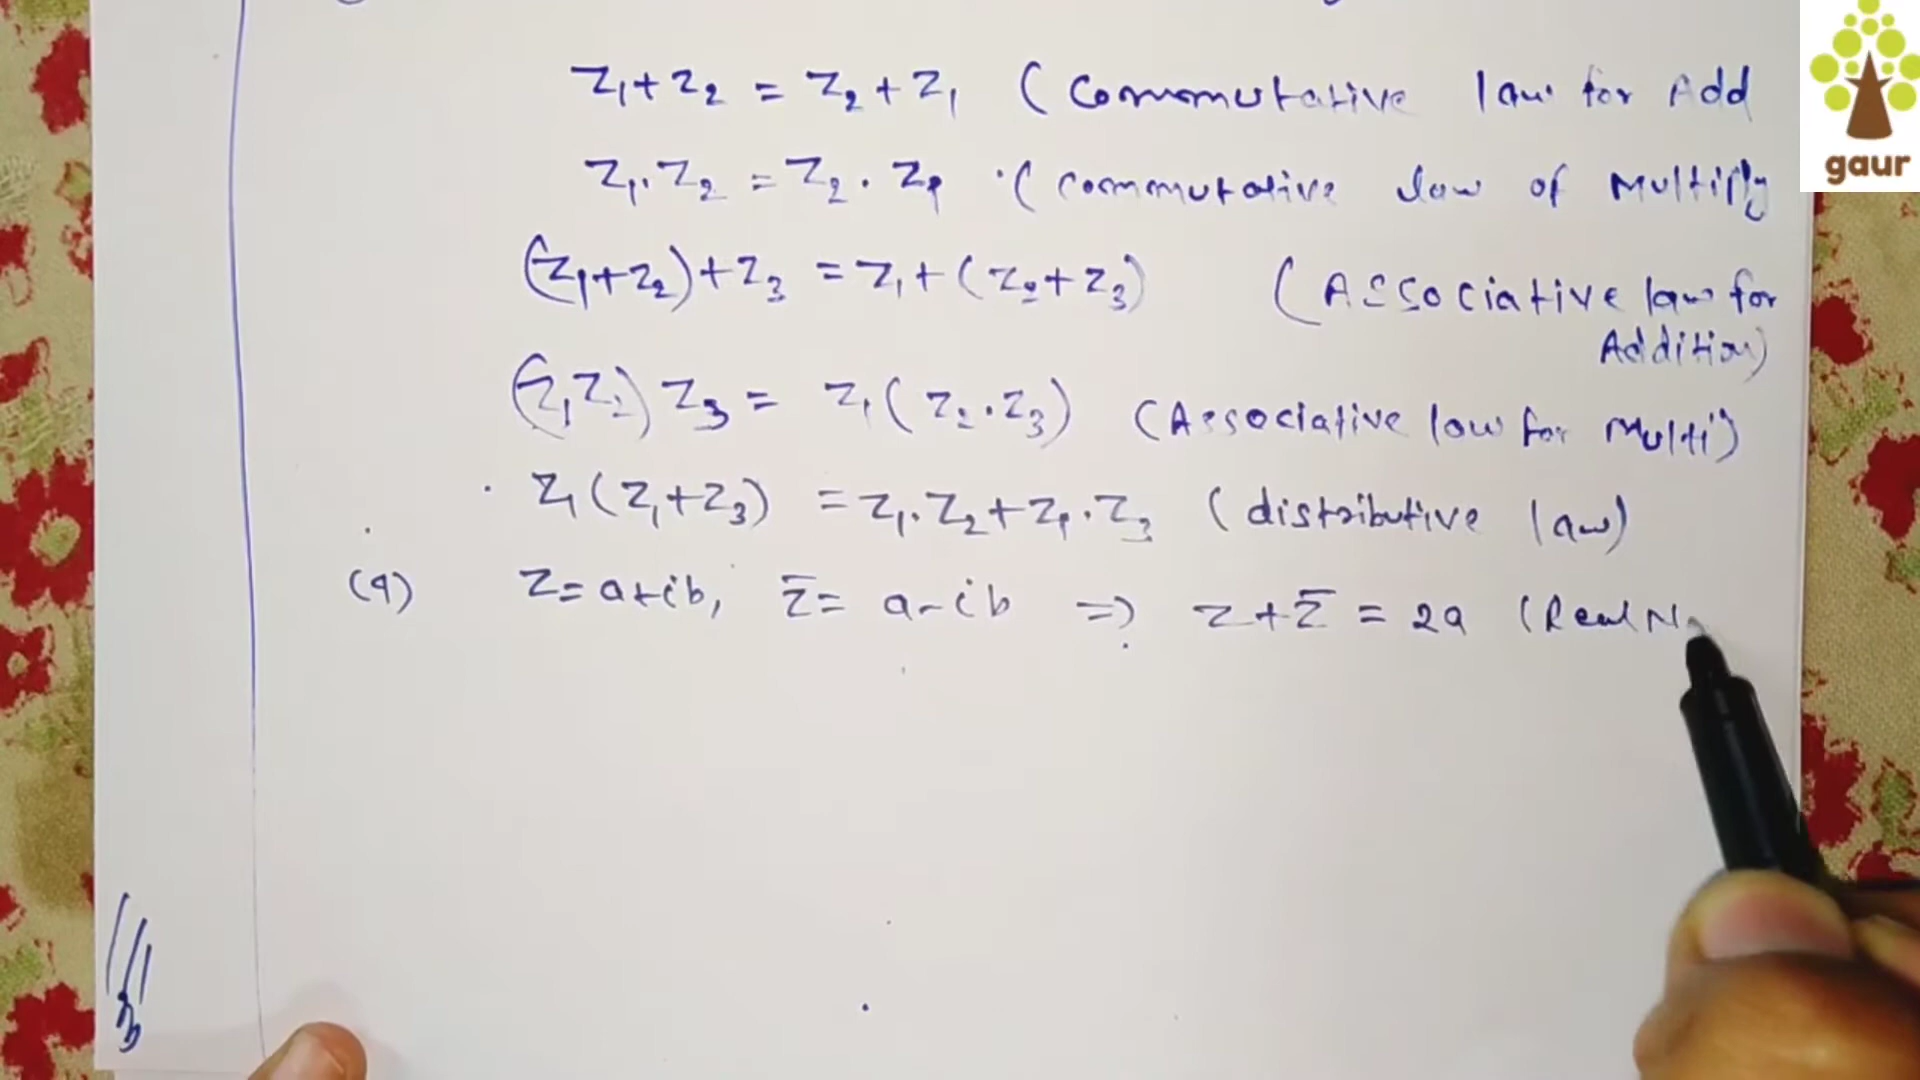 z₁+z₂ = z₂+z₁ (commutative law for Add
z₁.z₂ = z₂.z₁ (commutative law of Multiply
(z₁+z₂)+z₃ = z₁+(z₂+z₃) (Associative law for
Addition)
(z₁z₂)z₃ = z₁(z₂.z₃) (Associative law for Multi)
z₁(z₁+z₃) = z₁.z₂+z₁.z₃ (distributive law)
(9) z=a+ib, z̄= a-ib => z+z̄ = 2a (Real No
gaur